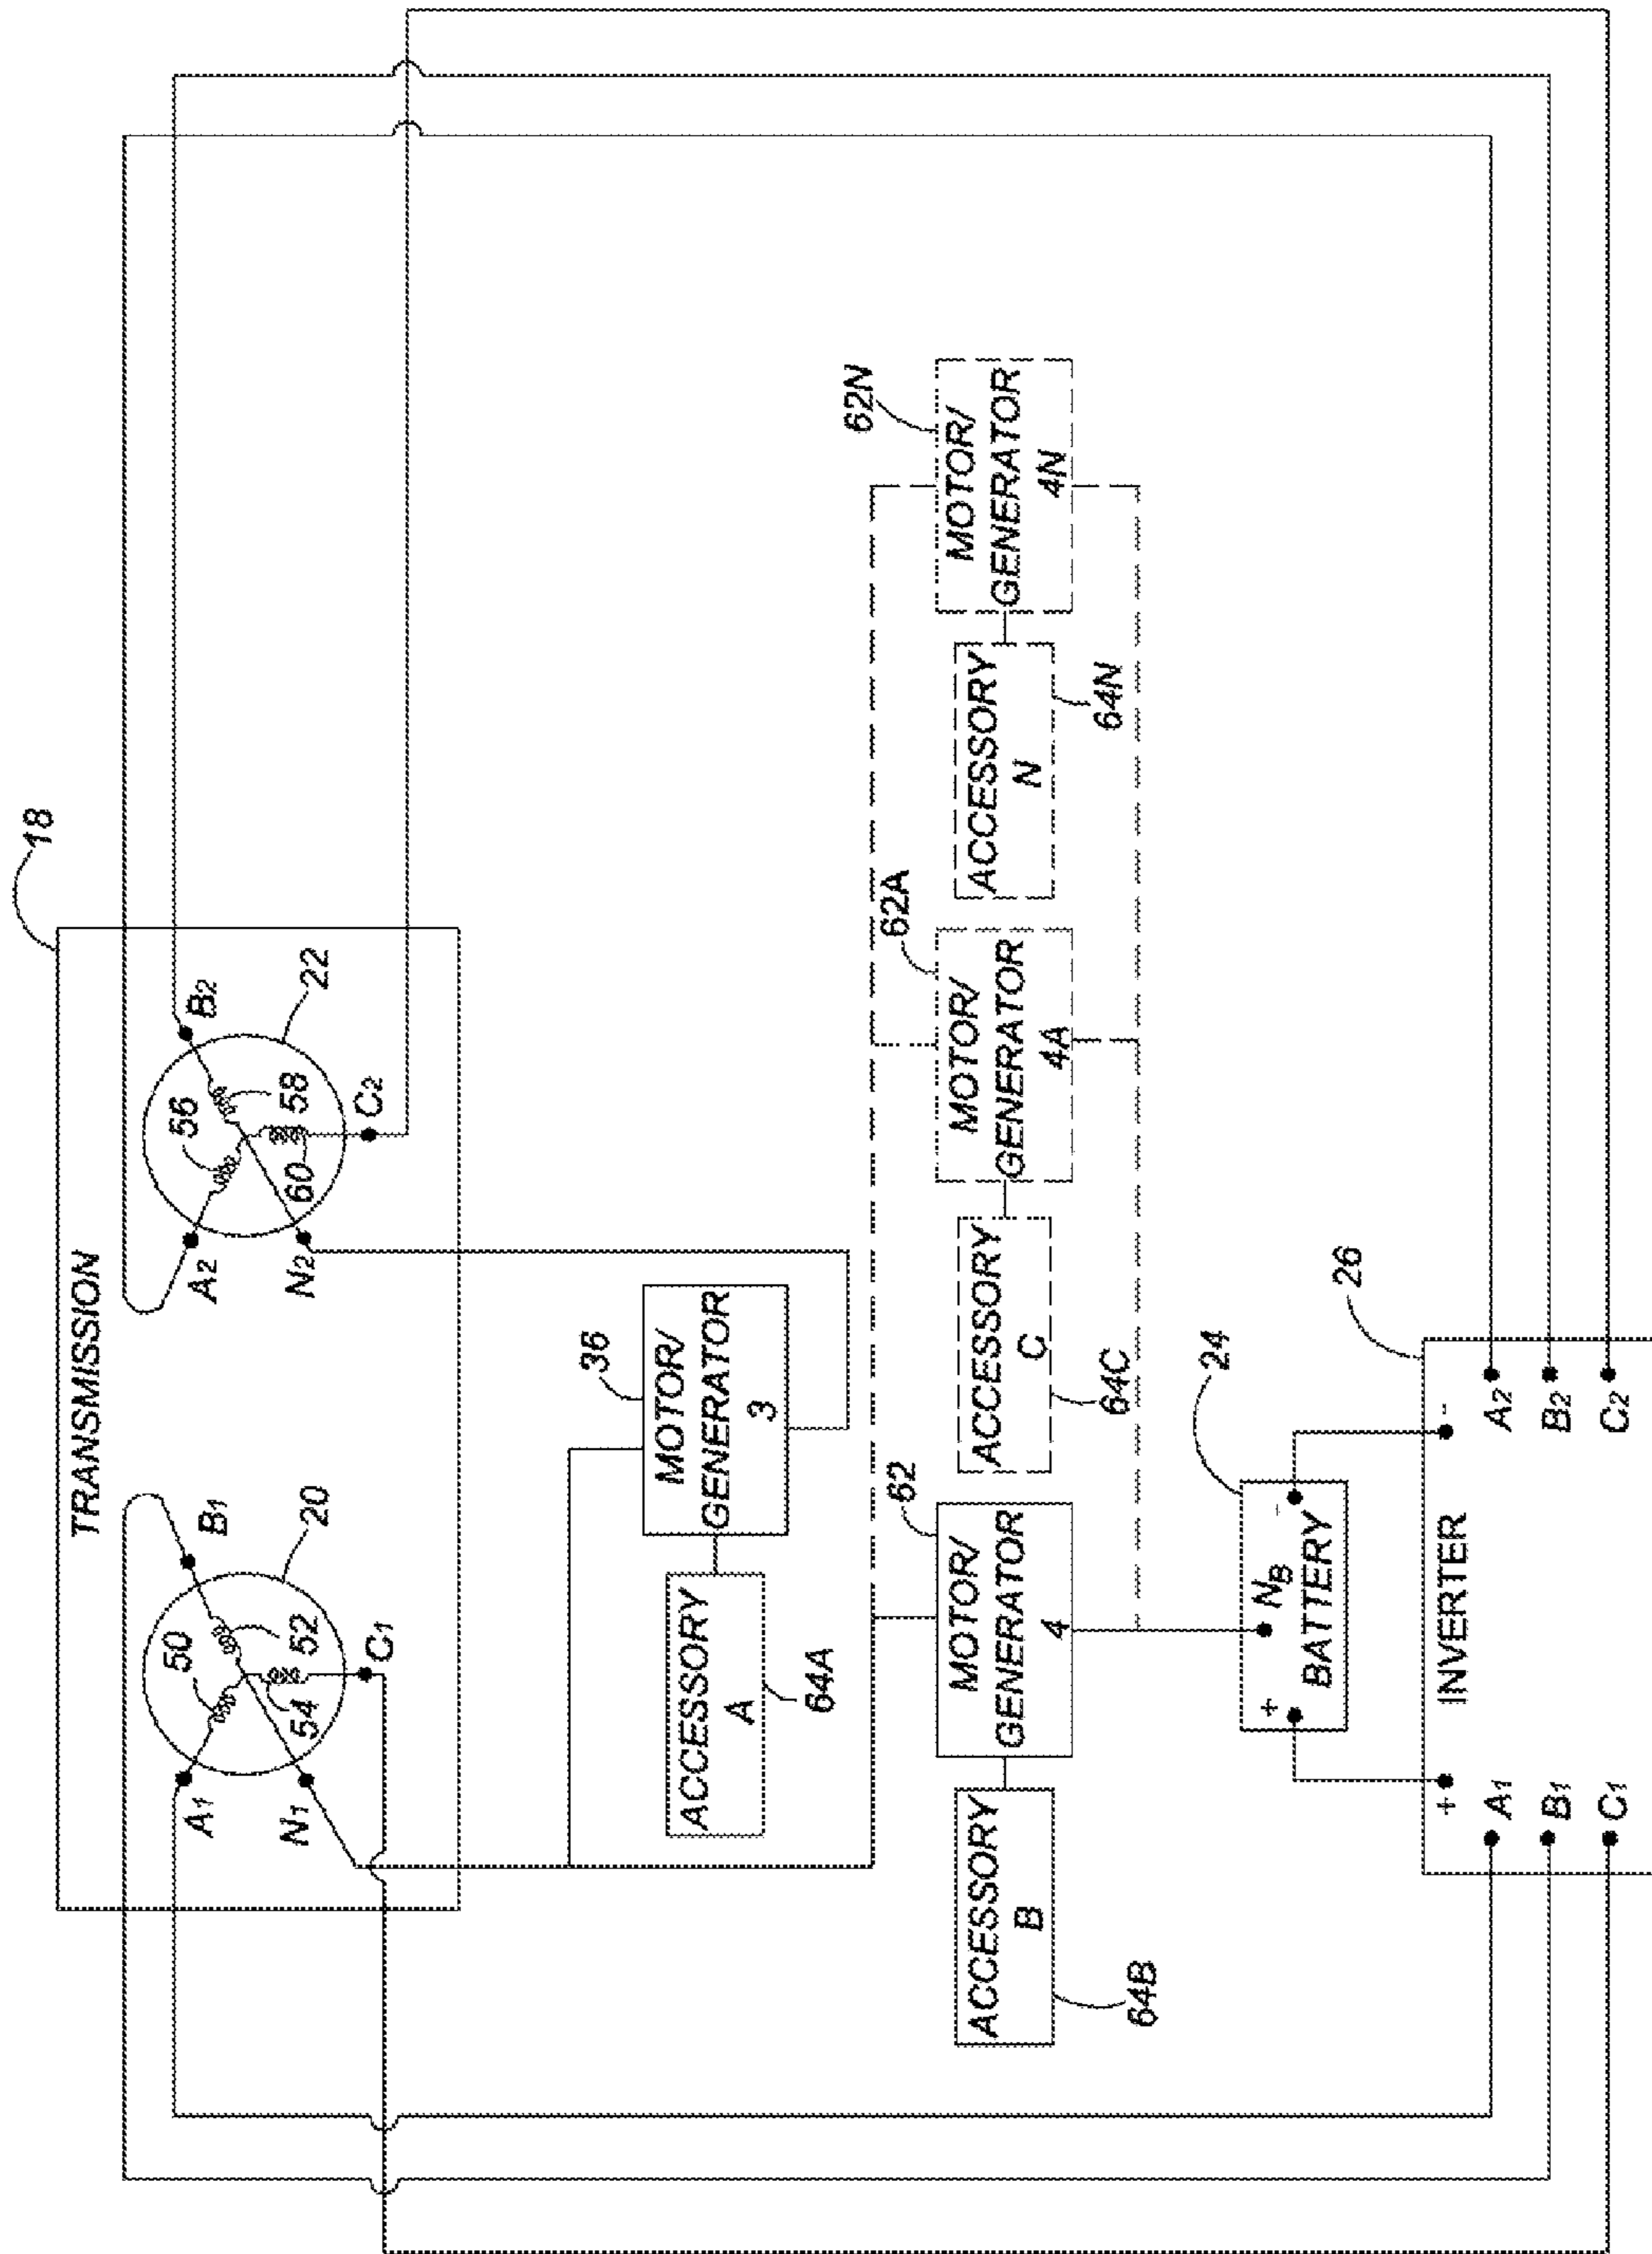 18
TRANSMISSION
B1
A1
N1
C1
20
50
52
54
A2
B2
N2
C2
22
56
58
60
36
MOTOR/
GENERATOR
3
ACCESSORY
A
64A
62
MOTOR/
GENERATOR
4
ACCESSORY
B
64B
62A
MOTOR/
GENERATOR
4A
ACCESSORY
C
64C
62N
MOTOR/
GENERATOR
4N
ACCESSORY
N
64N
24
+ NB -
BATTERY
26
+ -
INVERTER
A1
B1
C1
A2
B2
C2